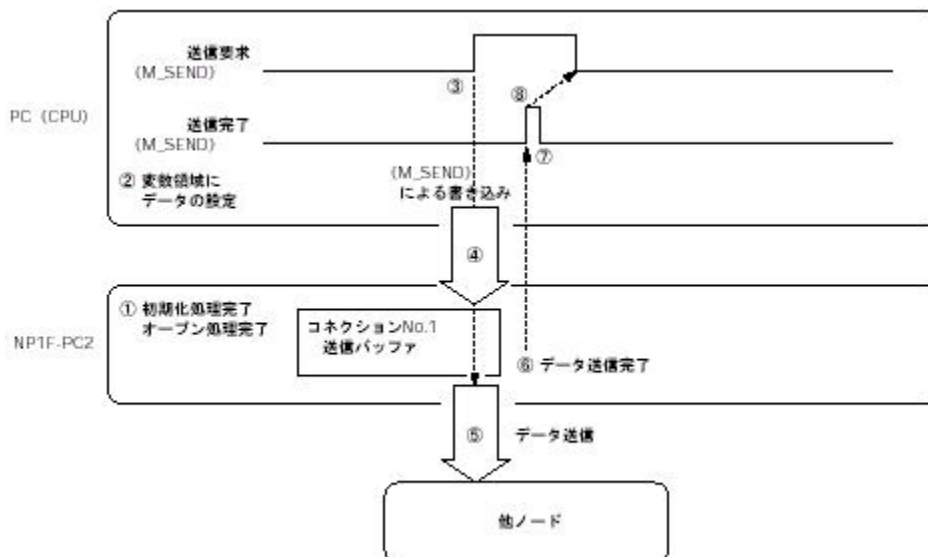 送信要求
(M_SEND)
③
⑧
PC (CPU)
送信完了
(M_SEND)
⑦
② 変数領域に
データの設定
(M_SEND)
による書き込み
④
① 初期化処理完了
オープン処理完了
NP1F-PC2
コネクションNo.1
送信バッファ
⑥ データ送信完了
⑤
データ送信
他ノード